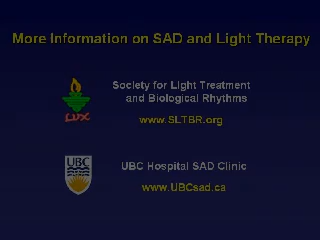 More Information on SAD and Light Therapy
Society for Light Treatment
and Biological Rhythms
LUX
www.SLTBR.org
UBC
UBC Hospital SAD Clinic
www.UBCsad.ca